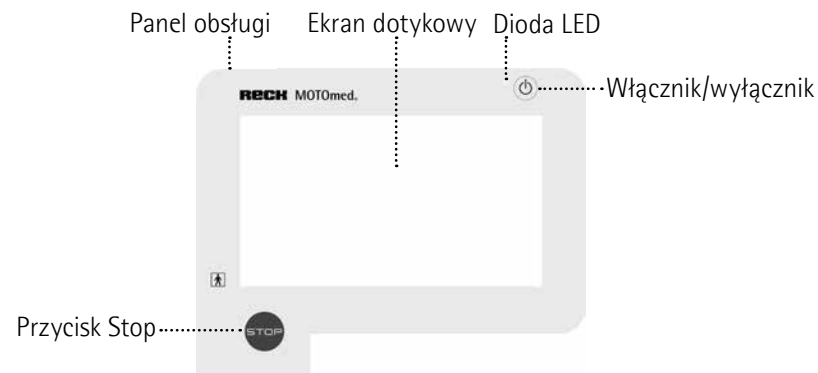 Panel obsługi Ekran dotykowy Dioda LED
Włącznik/wyłącznik
RECK MOTOmed.
Przycisk Stop
STOP